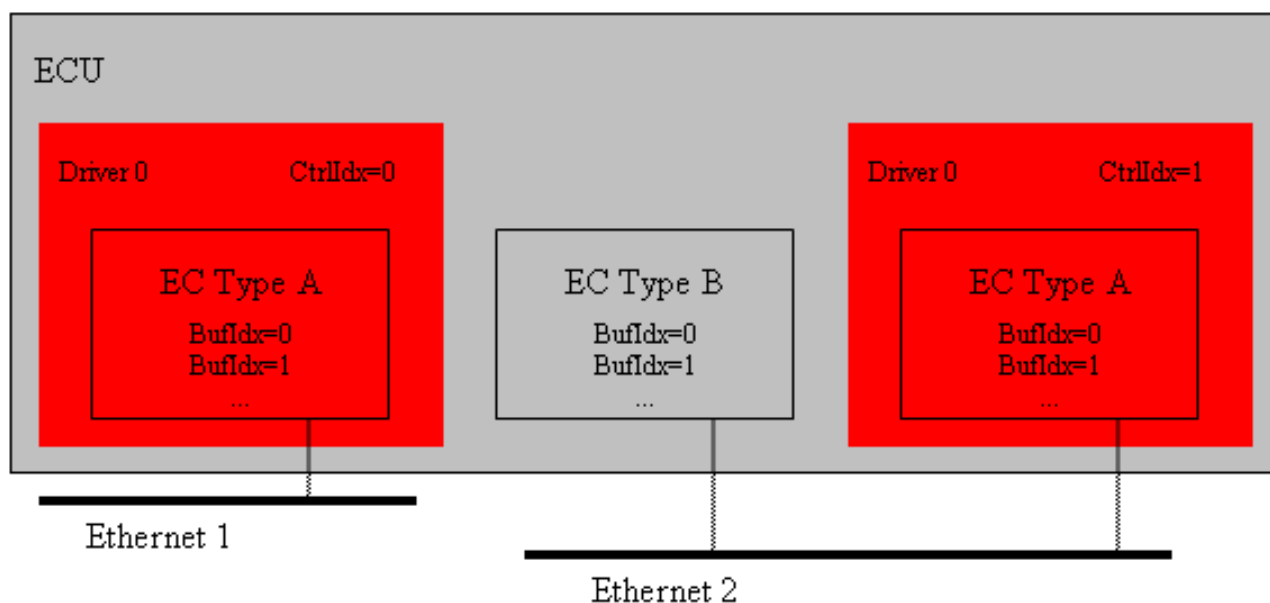 ECU
Driver 0 CtrlIdx=0
EC Type A
BufIdx=0
BufIdx=1
...
EC Type B
BufIdx=0
BufIdx=1
...
Driver 0 CtrlIdx=1
EC Type A
BufIdx=0
BufIdx=1
...
Ethernet 1
Ethernet 2